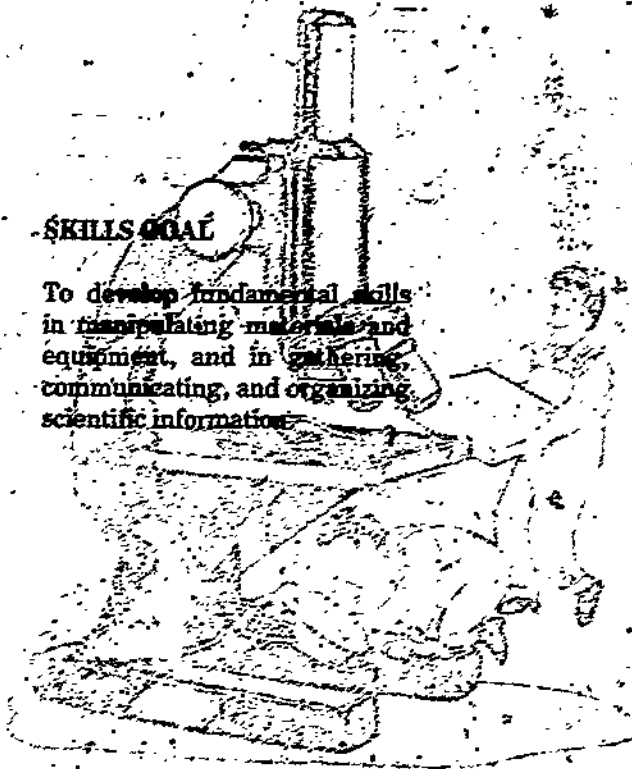 SKILLS GOAL
To develop fundamental skills
in manipulating materials and
equipment, and in gathering,
communicating, and organizing
scientific information.